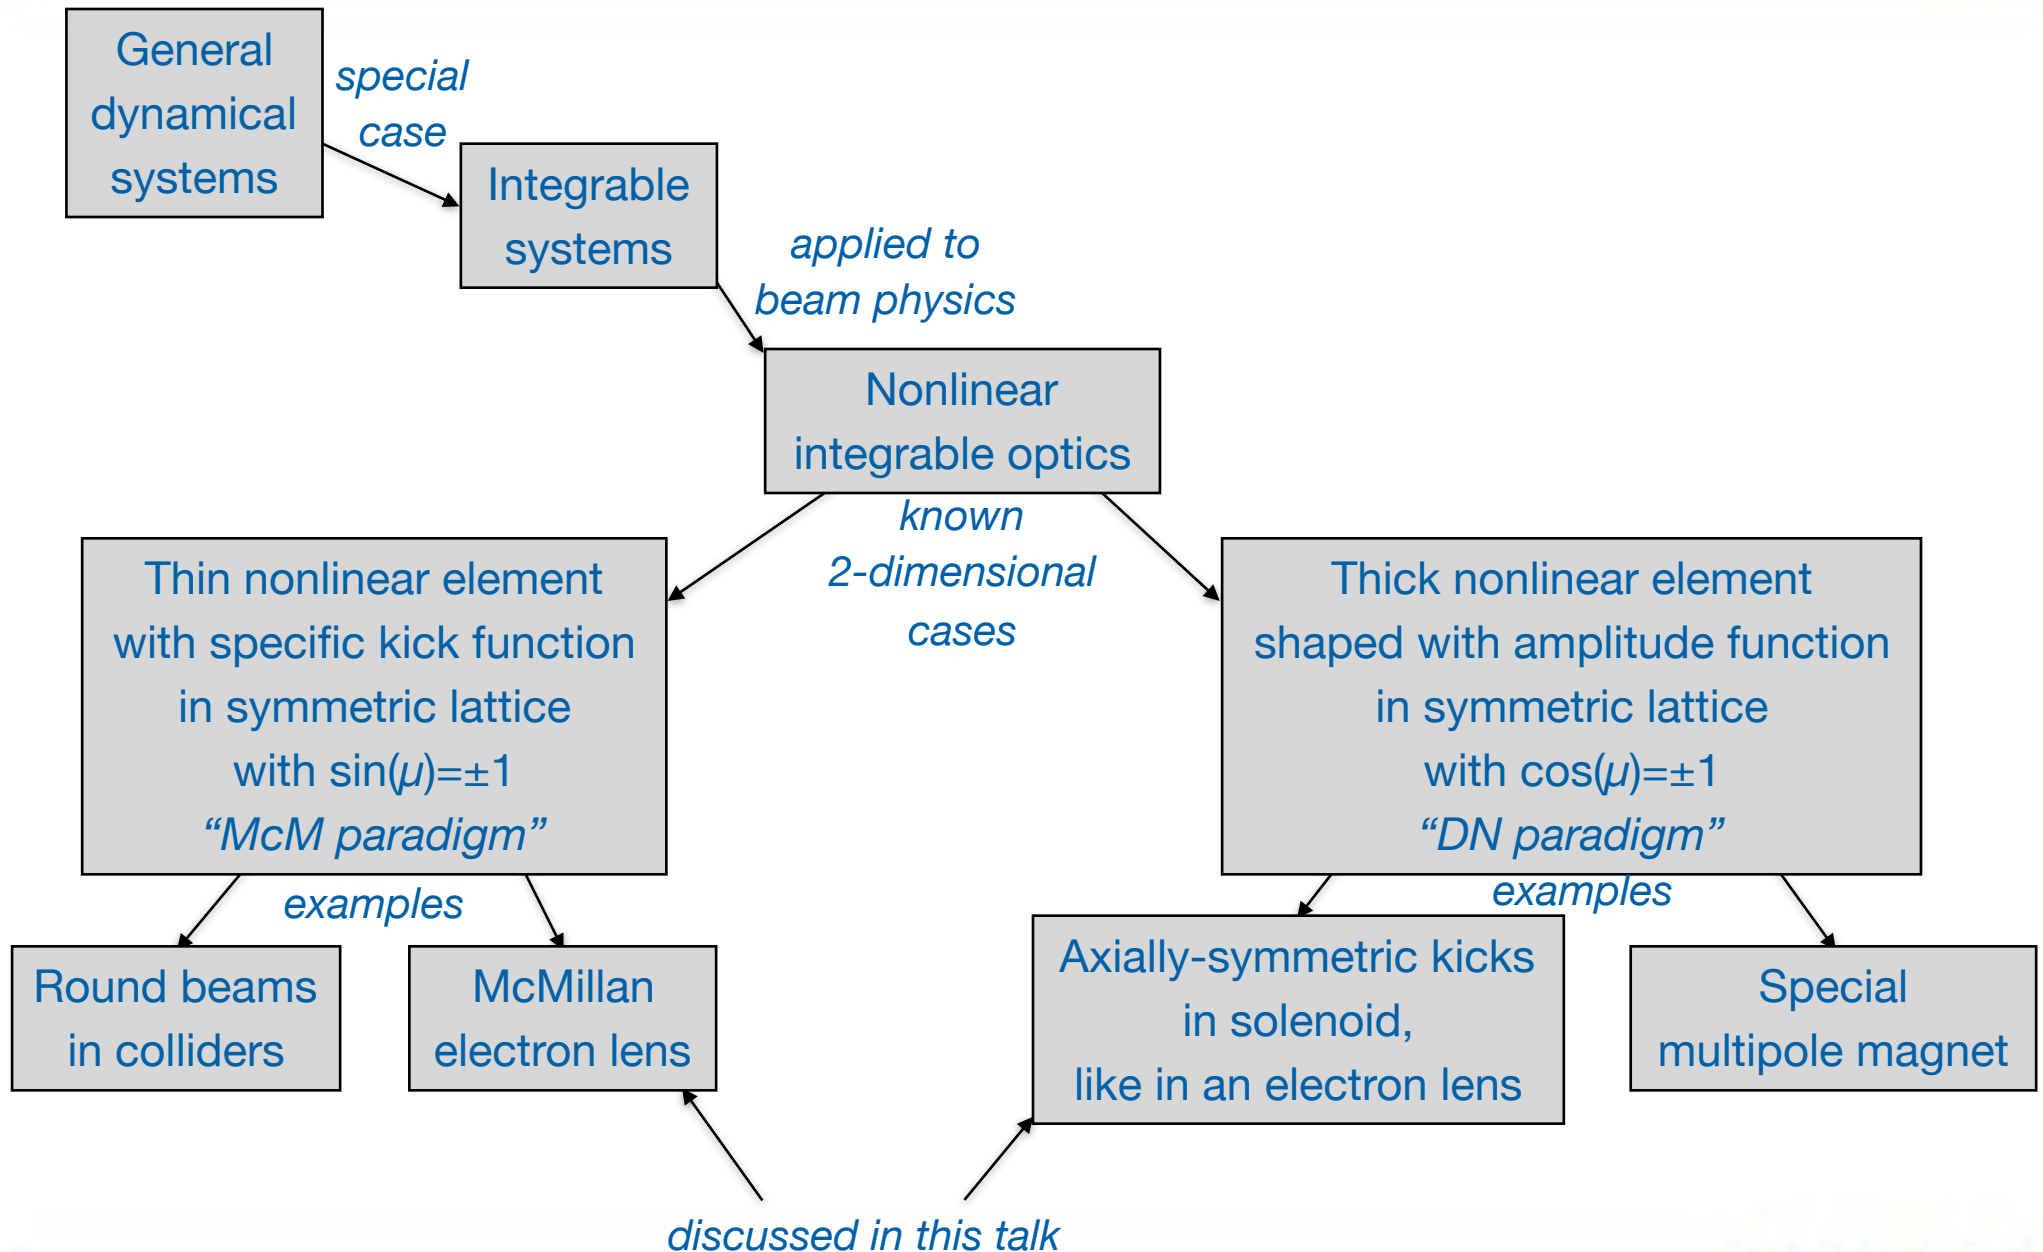 General
dynamical
systems
special
case
Integrable
systems
applied to
beam physics
Nonlinear
integrable optics
known
2-dimensional
cases
Thin nonlinear element
with specific kick function
in symmetric lattice
with sin(μ)=±1
“McM paradigm”
Thick nonlinear element
shaped with amplitude function
in symmetric lattice
with cos(μ)=±1
“DN paradigm”
examples
examples
Round beams
in colliders
McMillan
electron lens
Axially-symmetric kicks
in solenoid,
like in an electron lens
Special
multipole magnet
discussed in this talk